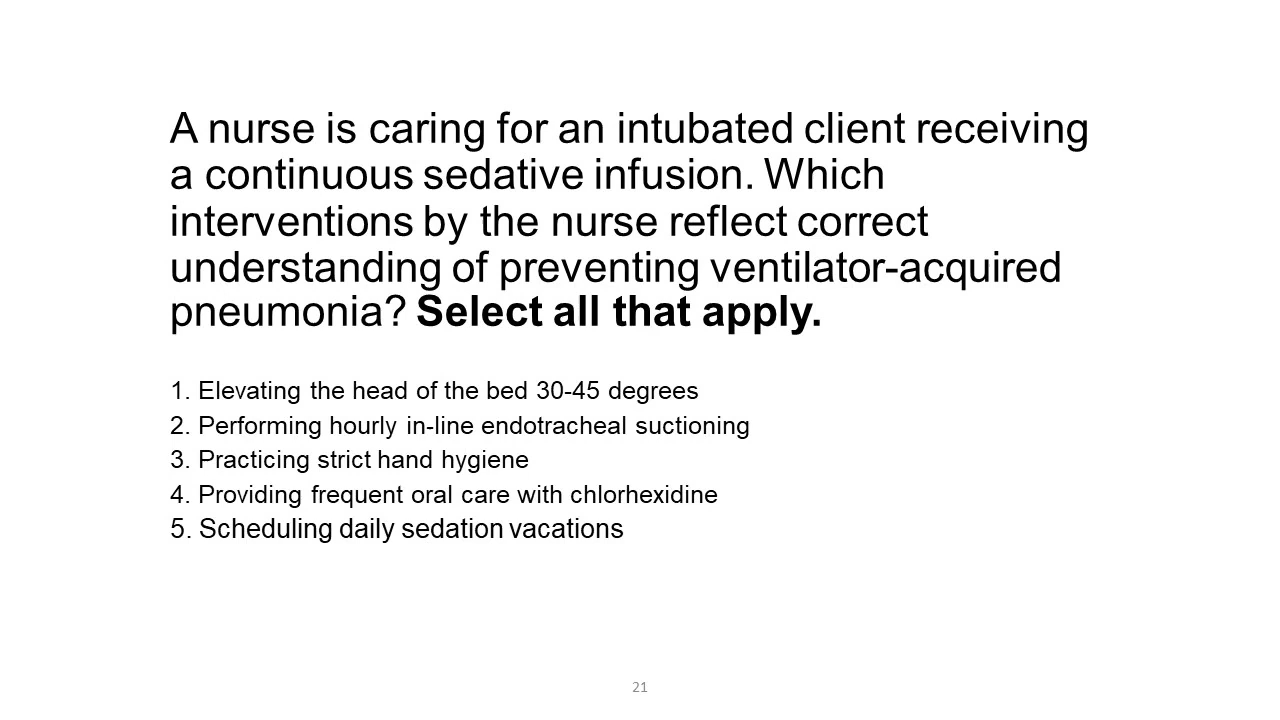 A nurse is caring for an intubated client receiving
a continuous sedative infusion. Which
interventions by the nurse reflect correct
understanding of preventing ventilator-acquired
pneumonia? Select all that apply.
1. Elevating the head of the bed 30-45 degrees
2. Performing hourly in-line endotracheal suctioning
3. Practicing strict hand hygiene
4. Providing frequent oral care with chlorhexidine
5. Scheduling daily sedation vacations
21